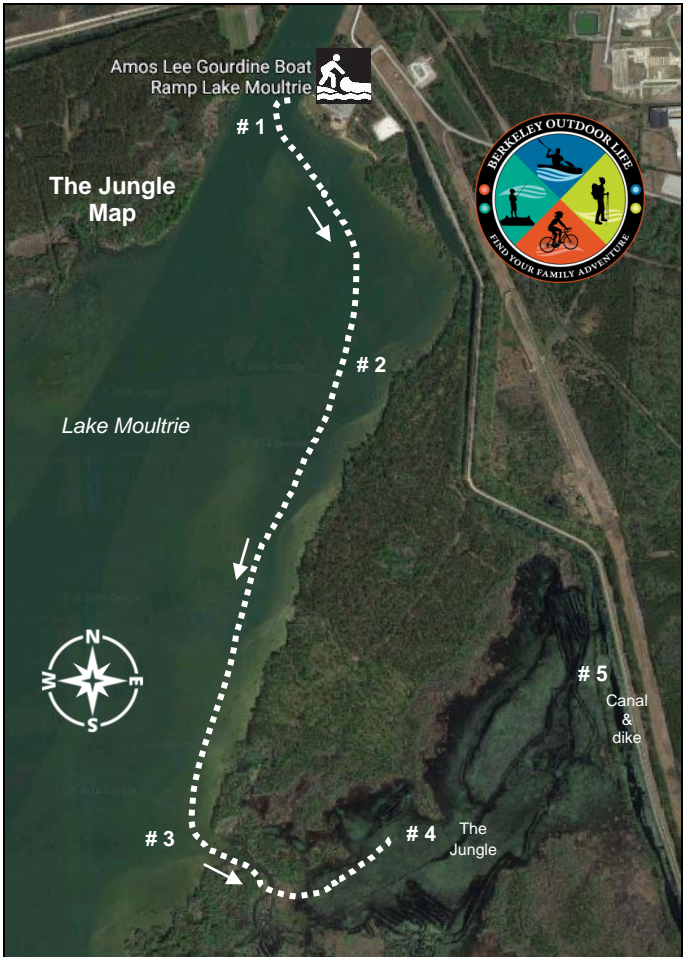 Amos Lee Gourdine Boat
Ramp Lake Moultrie
# 1
BERKELEY OUTDOOR LIFE
FIND YOUR FAMILY ADVENTURE
The Jungle
Map
# 2
Lake Moultrie
N
W E
S
# 5
Canal
&
dike
# 3
# 4
The
Jungle